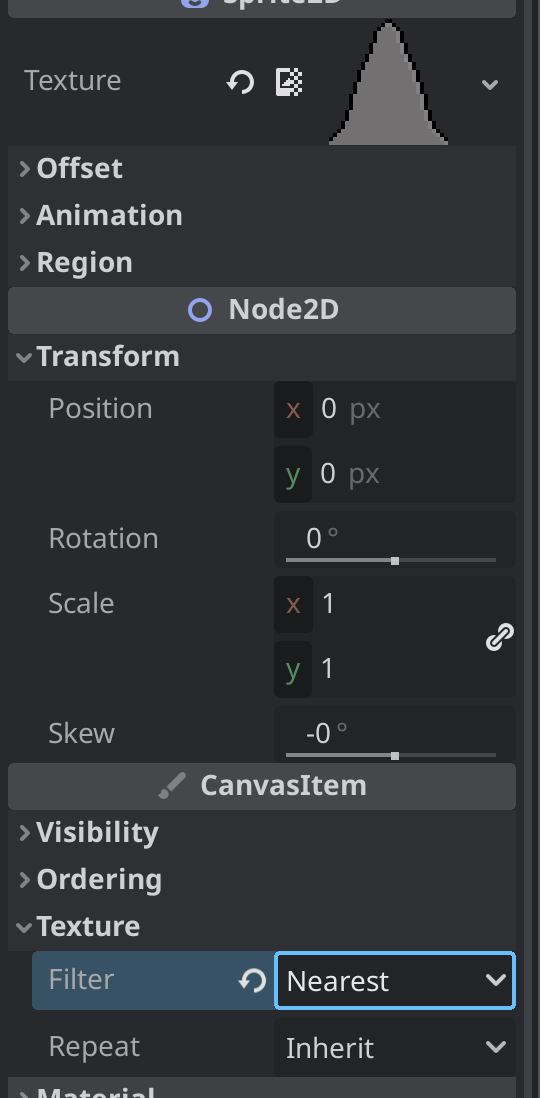 Sprite2D
Texture
Offset
Animation
Region
Node2D
Transform
Position x 0 px
y 0 px
Rotation 0 °
Scale x 1
y 1
Skew -0 °
CanvasItem
Visibility
Ordering
Texture
Filter Nearest
Repeat Inherit
Material